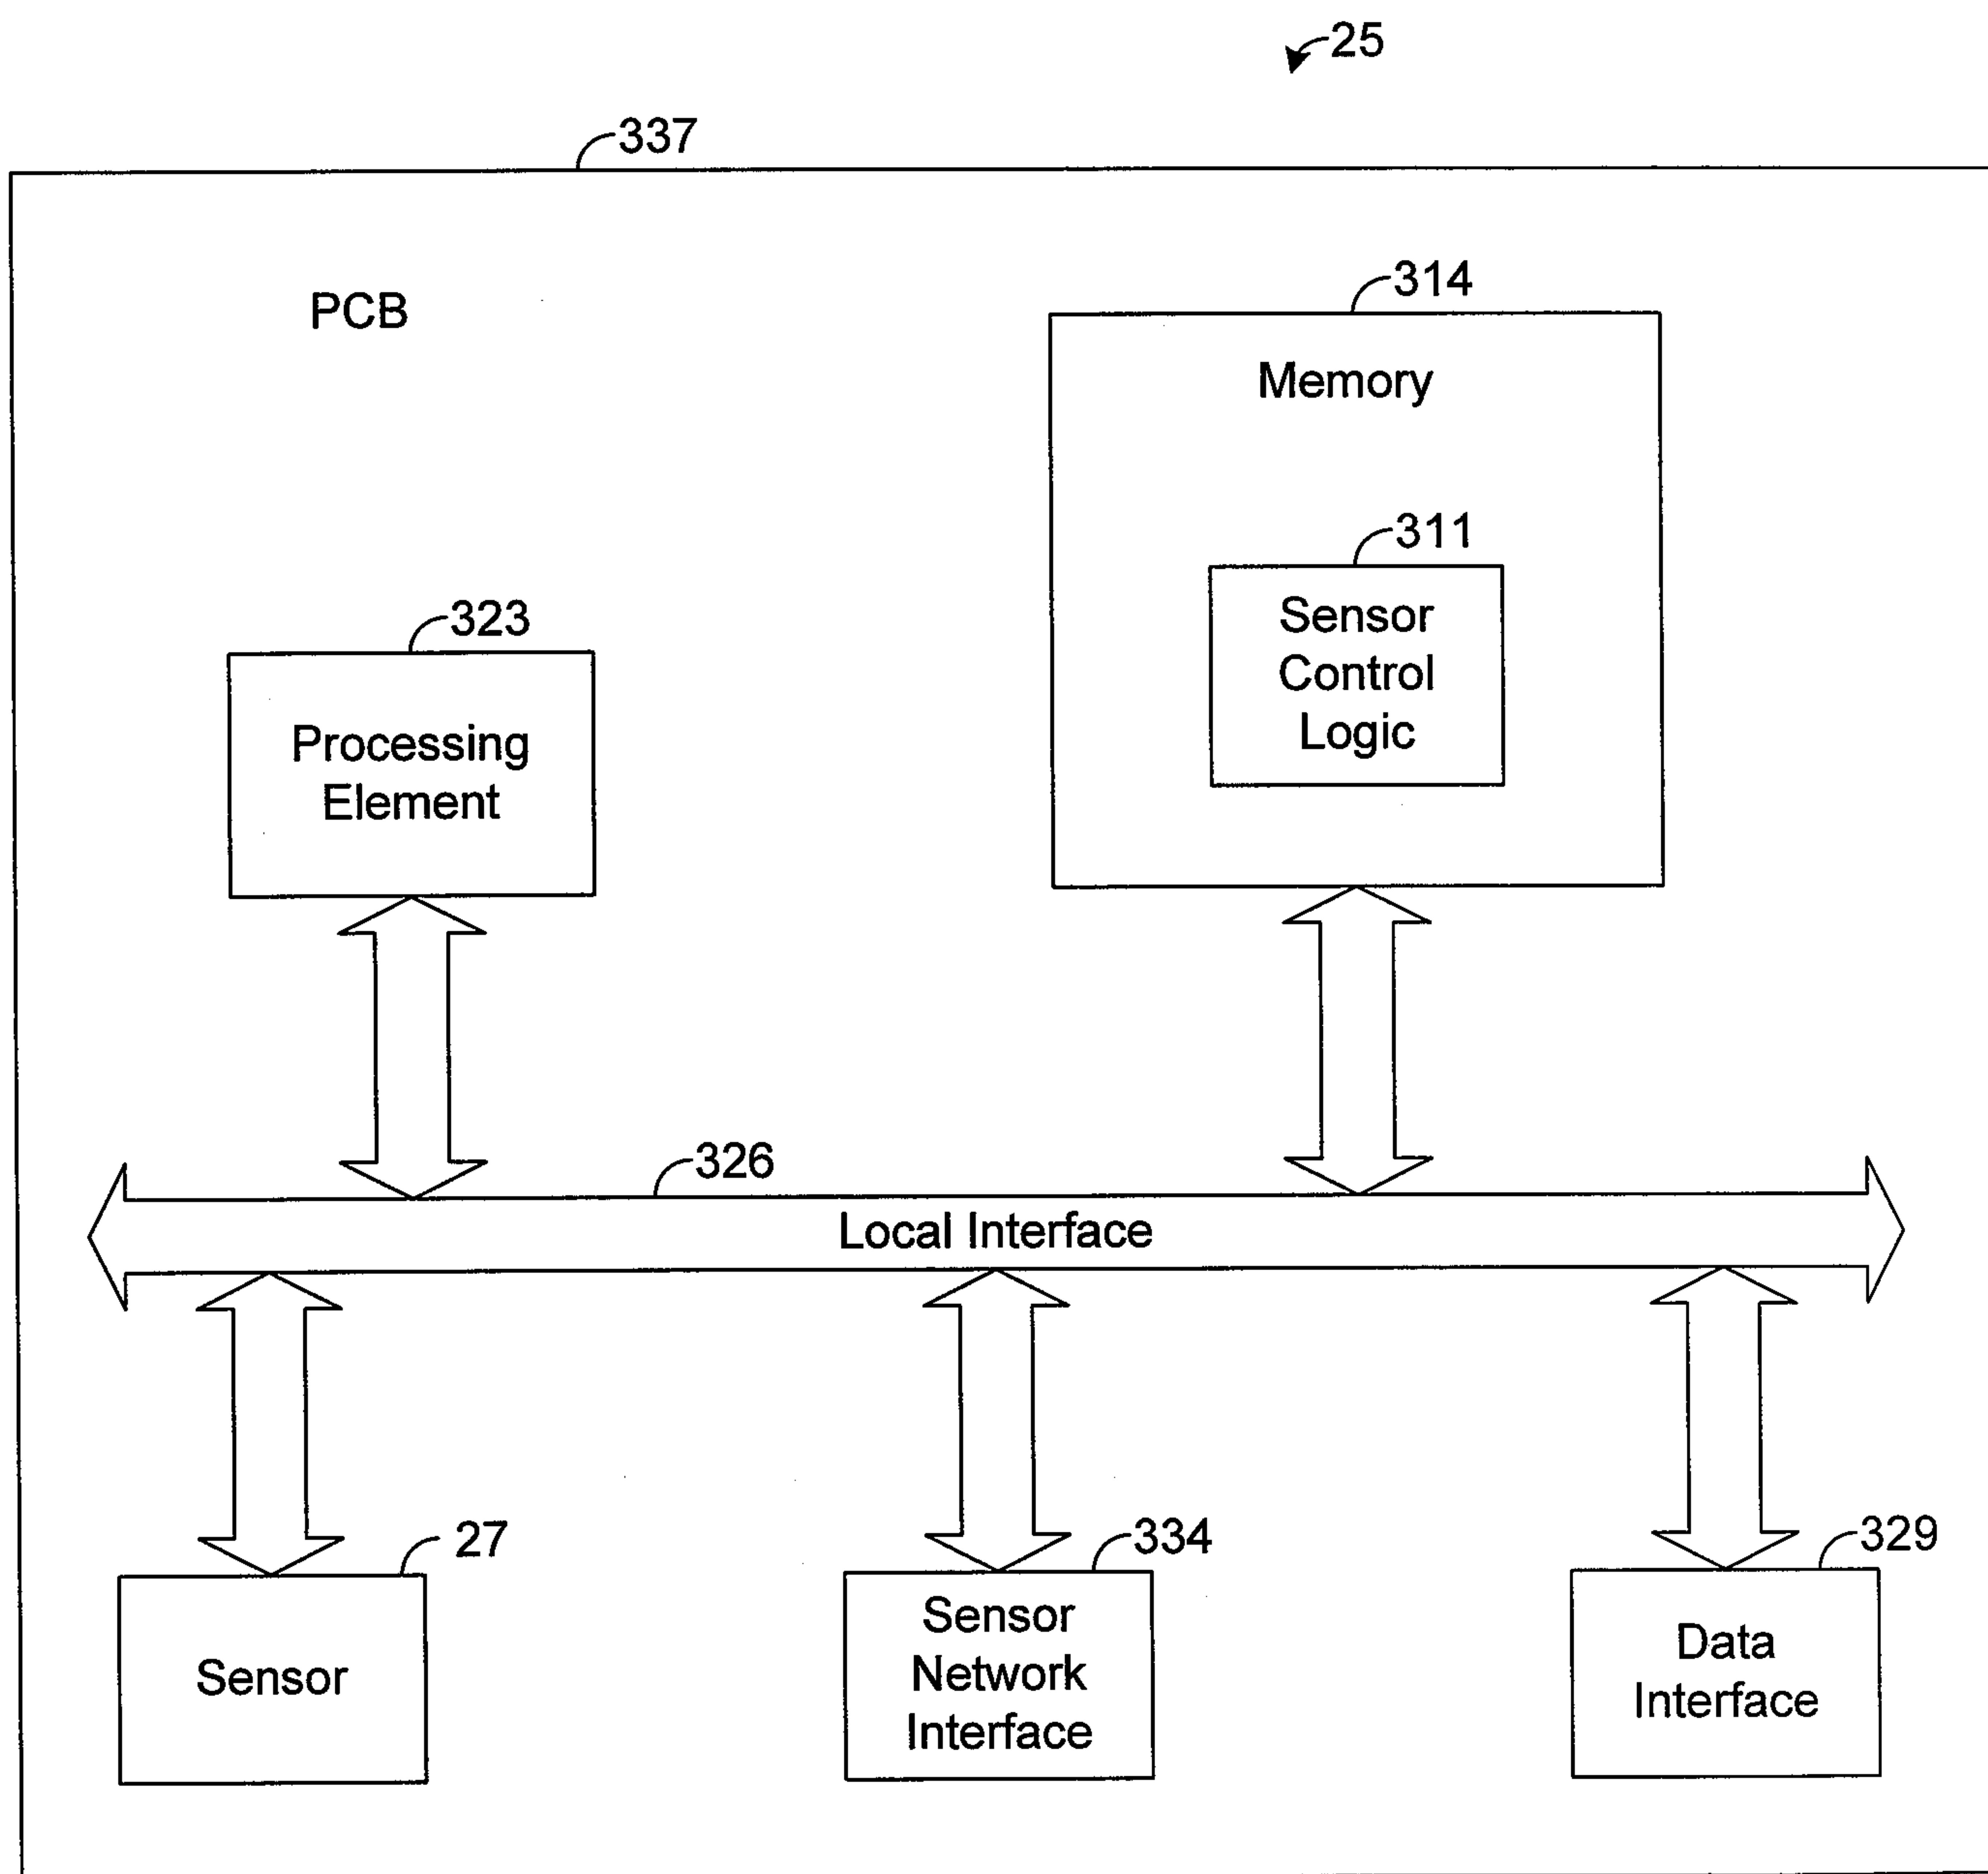 25
337
PCB
314
Memory
311
Sensor
Control
Logic
323
Processing
Element
326
Local Interface
27
Sensor
334
Sensor
Network
Interface
329
Data
Interface